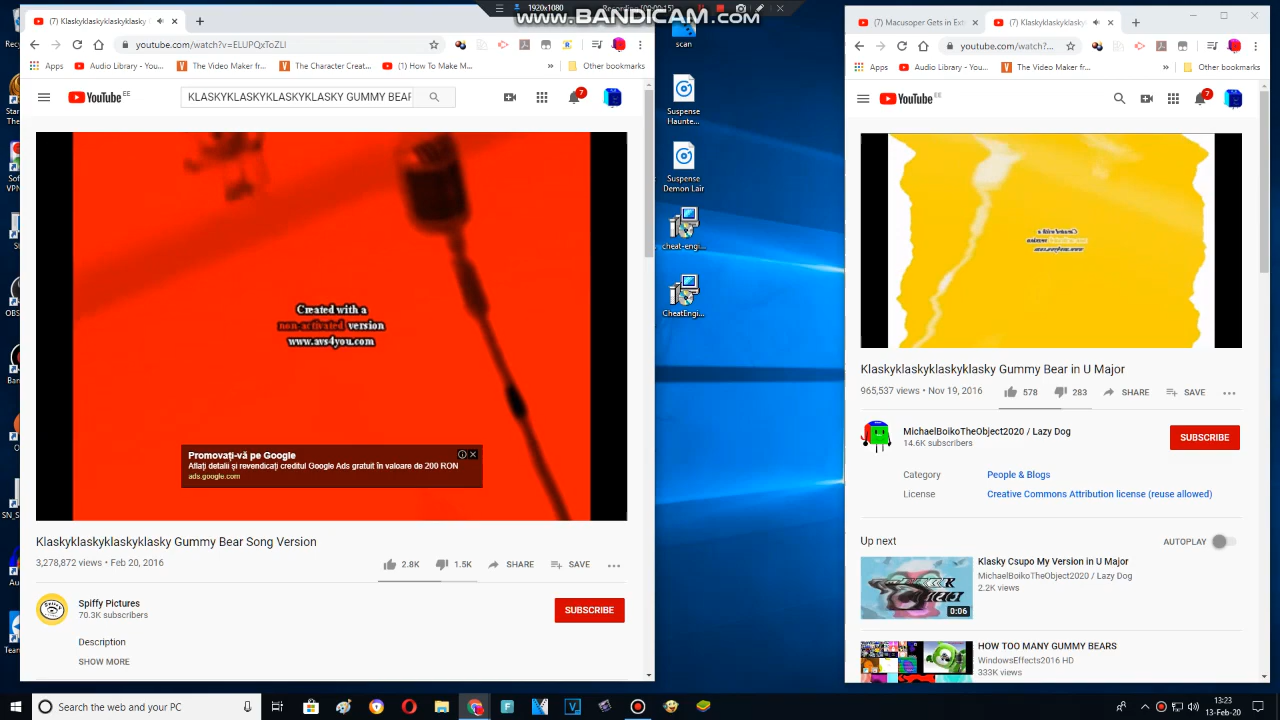 1920x1080
Recording [00:00:15]
www.BANDICAM.com
(7) Klaskyklaskyklasky
youtube.com/watch?v=ELUPQxToZLI
Apps
Audio Library - You...
The Video Maker fr...
The Character Creat...
(1) How To Make M...
»
Other bookmarks
YouTube EE
KLASKYKLASKYKLASKYKLASKY GUMMY BEAR
7
Created with a
non-activated version
www.avs4you.com
Promovați-vă pe Google
Aflați detalii și revendicați creditul Google Ads gratuit în valoare de 200 RON
ads.google.com
Klaskyklaskyklaskyklasky Gummy Bear Song Version
3,278,872 views • Feb 20, 2016
2.8K
1.5K
SHARE
SAVE
Spiffy Pictures
70.3K subscribers
SUBSCRIBE
Description
SHOW MORE
scan
Suspense
Haunte...
Suspense
Demon Lair
cheat-engi...
CheatEngi...
(7) Macusoper Gets in Ext
(7) Klaskyklaskyklasky
youtube.com/watch?...
Apps
Audio Library - You...
The Video Maker fr...
»
Other bookmarks
YouTube EE
7
Klaskyklaskyklaskyklasky Gummy Bear in U Major
965,537 views • Nov 19, 2016
578
283
SHARE
SAVE
MichaelBoikoTheObject2020 / Lazy Dog
14.6K subscribers
SUBSCRIBE
Category
People & Blogs
License
Creative Commons Attribution license (reuse allowed)
Up next
AUTOPLAY
Klasky Csupo My Version in U Major
MichaelBoikoTheObject2020 / Lazy Dog
2.2K views
0:06
HOW TOO MANY GUMMY BEARS
WindowsEffects2016 HD
333K views
Search the web and your PC
13:23
13-Feb-20